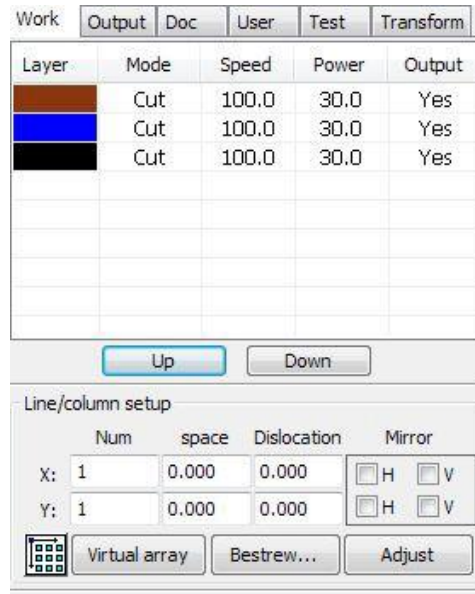 Work Output Doc User Test Transform
Layer Mode Speed Power Output
Cut 100.0 30.0 Yes
Cut 100.0 30.0 Yes
Cut 100.0 30.0 Yes
Up Down
Line/column setup
Num space Dislocation Mirror
X: 1 0.000 0.000 H V
Y: 1 0.000 0.000 H V
Virtual array Bestrew... Adjust